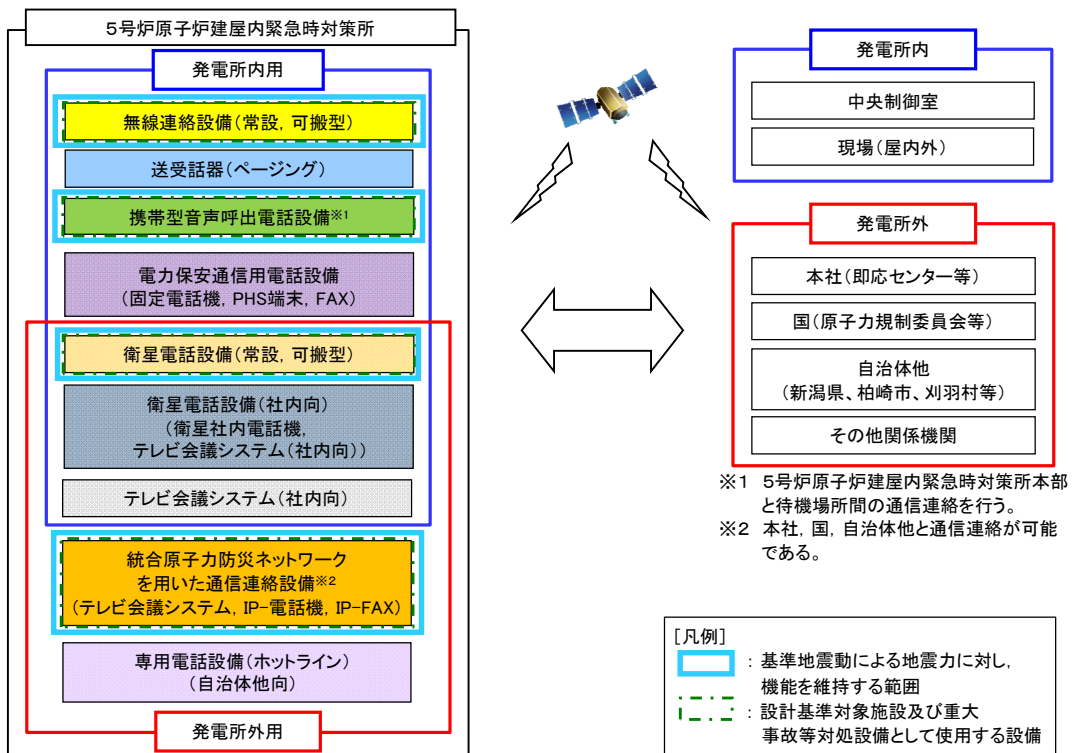 5号炉原子炉建屋内緊急時対策所
発電所内用
無線連絡設備(常設, 可搬型)
送受話器(ページング)
携帯型音声呼出電話設備※1
電力保安通信用電話設備
(固定電話機, PHS端末, FAX)
衛星電話設備(常設, 可搬型)
衛星電話設備(社内向)
(衛星社内電話機,
テレビ会議システム(社内向))
テレビ会議システム(社内向)
統合原子力防災ネットワーク
を用いた通信連絡設備※2
(テレビ会議システム, IP-電話機, IP-FAX)
専用電話設備(ホットライン)
(自治体他向)
発電所外用
発電所内
中央制御室
現場(屋内外)
発電所外
本社(即応センター等)
国(原子力規制委員会等)
自治体他
(新潟県、柏崎市、刈羽村等)
その他関係機関
※1 5号炉原子炉建屋内緊急時対策所本部
と待機場所間の通信連絡を行う。
※2 本社, 国, 自治体他と通信連絡が可能
である。
[凡例]
: 基準地震動による地震力に対し,
機能を維持する範囲
: 設計基準対象施設及び重大
事故等対処設備として使用する設備